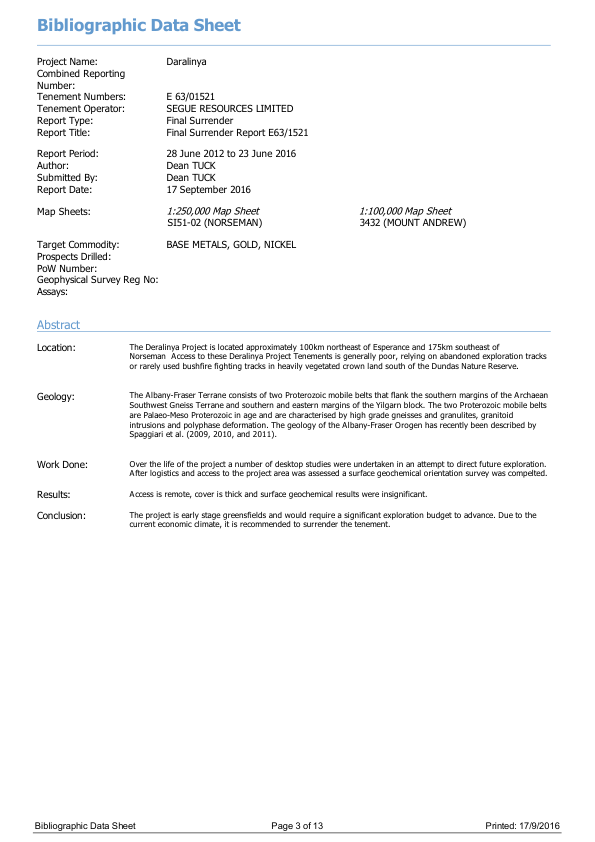 Bibliographic Data Sheet
Project Name: Daralinya
Combined Reporting
Number:
Tenement Numbers: E 63/01521
Tenement Operator: SEGUE RESOURCES LIMITED
Report Type: Final Surrender
Report Title: Final Surrender Report E63/1521
Report Period: 28 June 2012 to 23 June 2016
Author: Dean TUCK
Submitted By: Dean TUCK
Report Date: 17 September 2016
Map Sheets: 1:250,000 Map Sheet 1:100,000 Map Sheet
SI51-02 (NORSEMAN) 3432 (MOUNT ANDREW)
Target Commodity: BASE METALS, GOLD, NICKEL
Prospects Drilled:
PoW Number:
Geophysical Survey Reg No:
Assays:
Abstract
Location: The Deralinya Project is located approximately 100km northeast of Esperance and 175km southeast of
Norseman Access to these Deralinya Project Tenements is generally poor, relying on abandoned exploration tracks
or rarely used bushfire fighting tracks in heavily vegetated crown land south of the Dundas Nature Reserve.
Geology: The Albany-Fraser Terrane consists of two Proterozoic mobile belts that flank the southern margins of the Archaean
Southwest Gneiss Terrane and southern and eastern margins of the Yilgarn block. The two Proterozoic mobile belts
are Palaeo-Meso Proterozoic in age and are characterised by high grade gneisses and granulites, granitoid
intrusions and polyphase deformation. The geology of the Albany-Fraser Orogen has recently been described by
Spaggiari et al. (2009, 2010, and 2011).
Work Done: Over the life of the project a number of desktop studies were undertaken in an attempt to direct future exploration.
After logistics and access to the project area was assessed a surface geochemical orientation survey was compelted.
Results: Access is remote, cover is thick and surface geochemical results were insignificant.
Conclusion: The project is early stage greensfields and would require a significant exploration budget to advance. Due to the
current economic climate, it is recommended to surrender the tenement.
Bibliographic Data Sheet Page 3 of 13 Printed: 17/9/2016